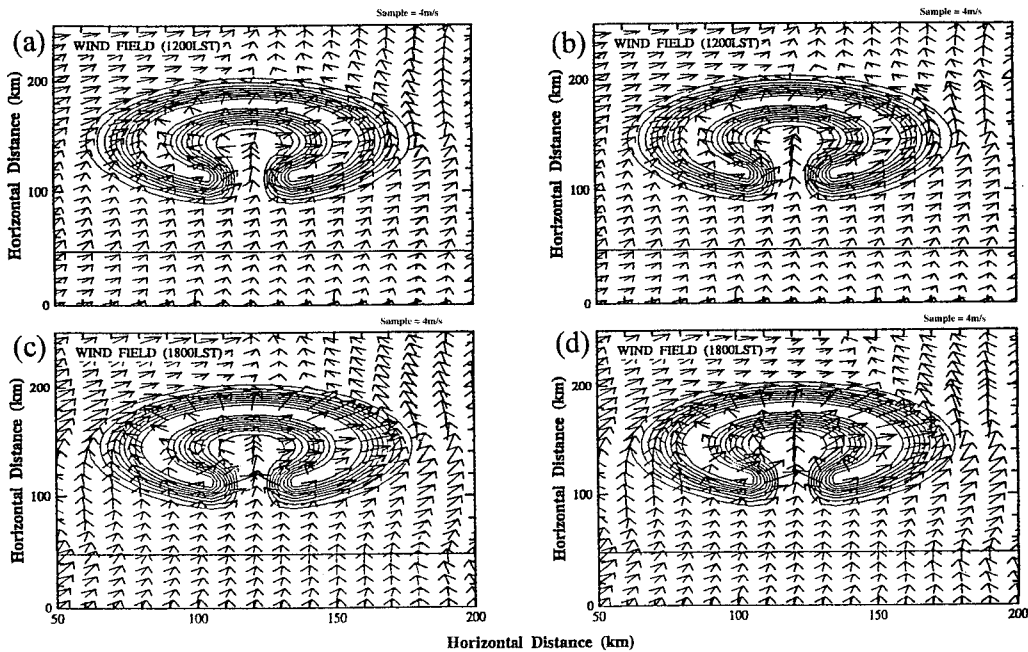 Sample = 4m/s
Sample = 4m/s
(a)
WIND FIELD (1200LST)
(b)
WIND FIELD (1200LST)
Horizontal Distance (km)
200
100
0
Horizontal Distance (km)
200
100
0
Sample = 4m/s
Sample = 4m/s
(c)
WIND FIELD (1800LST)
(d)
WIND FIELD (1800LST)
Horizontal Distance (km)
200
100
0
Horizontal Distance (km)
200
100
0
50 100 150 200
50 100 150 200
Horizontal Distance (km)